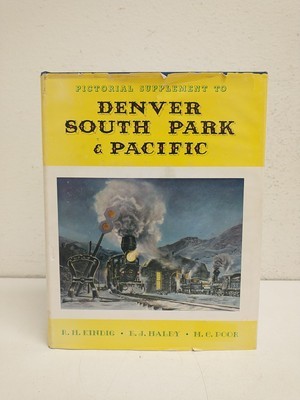 PICTORIAL SUPPLEMENT TO
DENVER
SOUTH PARK
& PACIFIC
R. H. KINDIG • E. J. HALEY • M. C. POOR